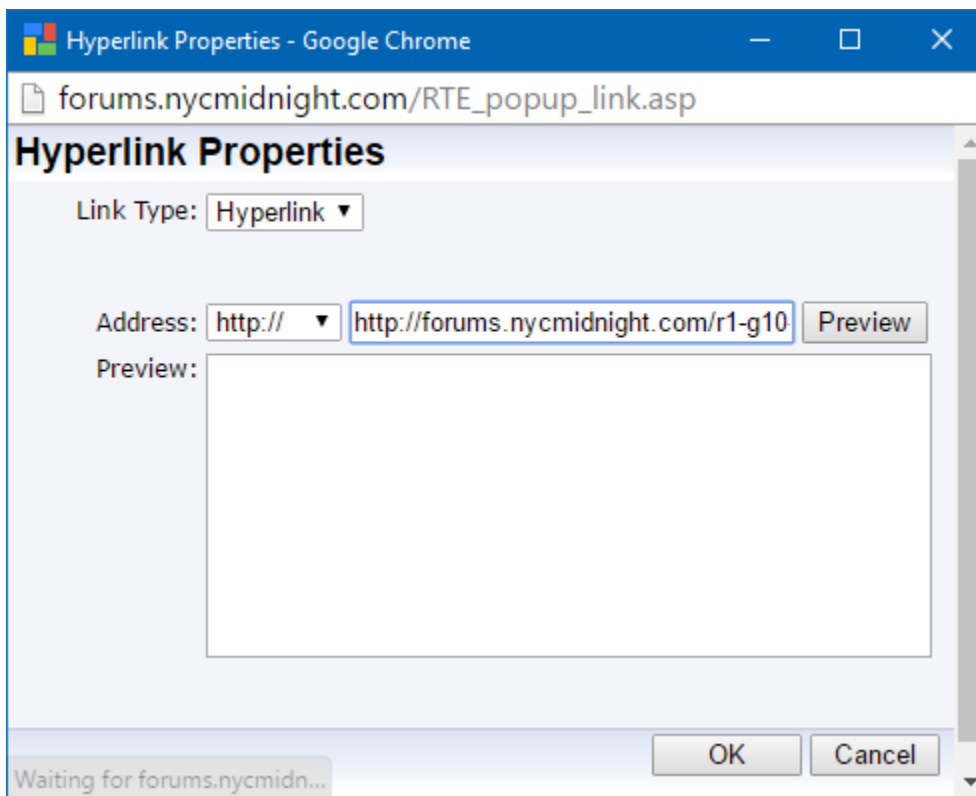 Hyperlink Properties - Google Chrome
forums.nycmidnight.com/RTE_popup_link.asp
Hyperlink Properties
Link Type: Hyperlink
Address: http:// http://forums.nycmidnight.com/r1-g10 Preview
Preview:
OK Cancel
Waiting for forums.nycmidn...